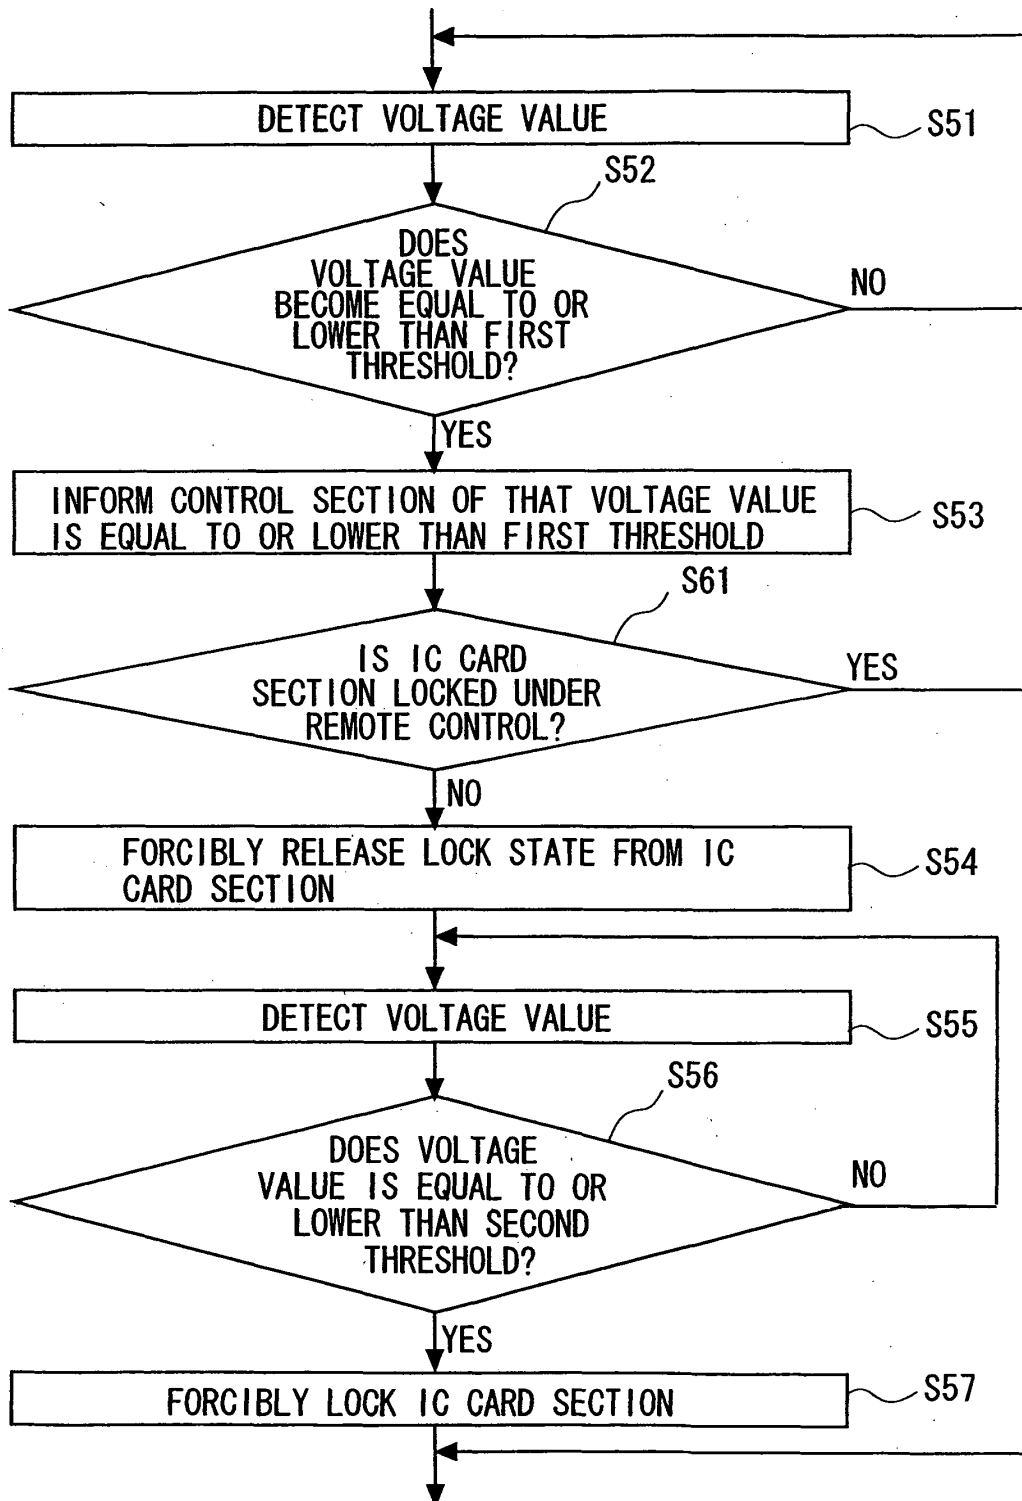 DETECT VOLTAGE VALUE
S51
S52
DOES
VOLTAGE VALUE
BECOME EQUAL TO OR
LOWER THAN FIRST
THRESHOLD?
NO
YES
INFORM CONTROL SECTION OF THAT VOLTAGE VALUE
IS EQUAL TO OR LOWER THAN FIRST THRESHOLD
S53
S61
IS IC CARD
SECTION LOCKED UNDER
REMOTE CONTROL?
YES
NO
FORCIBLY RELEASE LOCK STATE FROM IC
CARD SECTION
S54
DETECT VOLTAGE VALUE
S55
S56
DOES VOLTAGE
VALUE IS EQUAL TO OR
LOWER THAN SECOND
THRESHOLD?
NO
YES
FORCIBLY LOCK IC CARD SECTION
S57